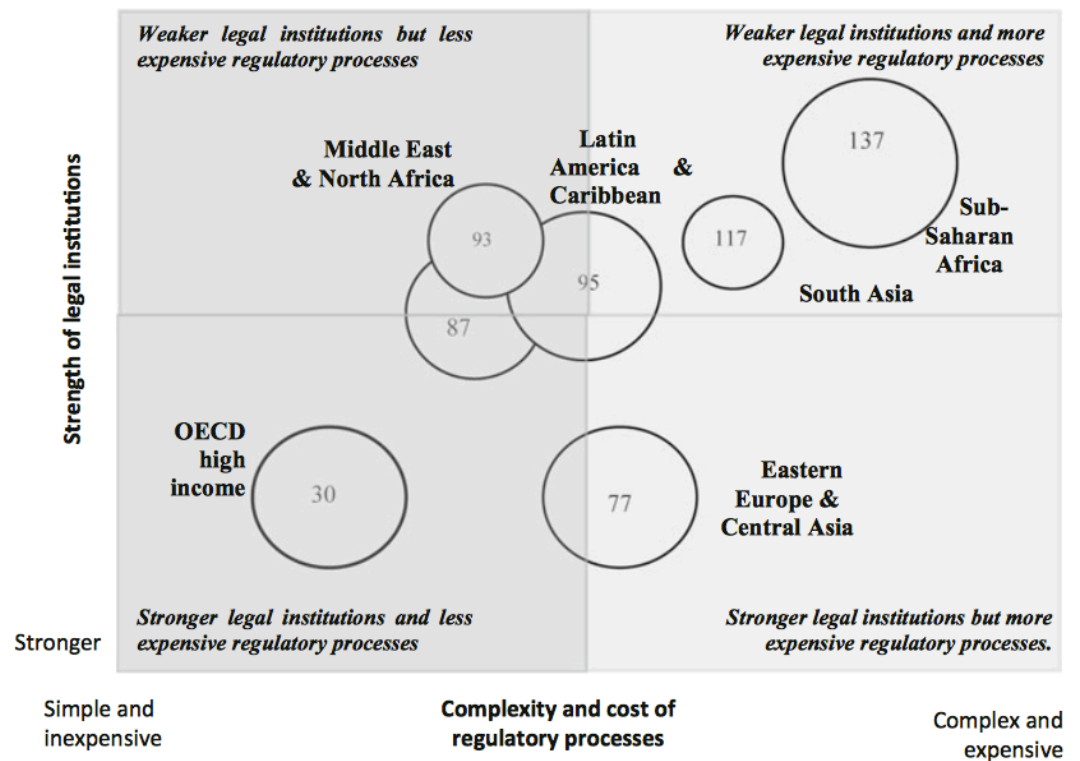 Weaker legal institutions but less
expensive regulatory processes
Weaker legal institutions and more
expensive regulatory processes
Strength of legal institutions
Middle East
& North Africa
Latin
America &
Caribbean
137
93
117
95
87
Sub-
Saharan
Africa
South Asia
OECD
high
income
30
77
Eastern
Europe &
Central Asia
Stronger
Stronger legal institutions and less
expensive regulatory processes
Stronger legal institutions but more
expensive regulatory processes.
Simple and
inexpensive
Complexity and cost of
regulatory processes
Complex and
expensive